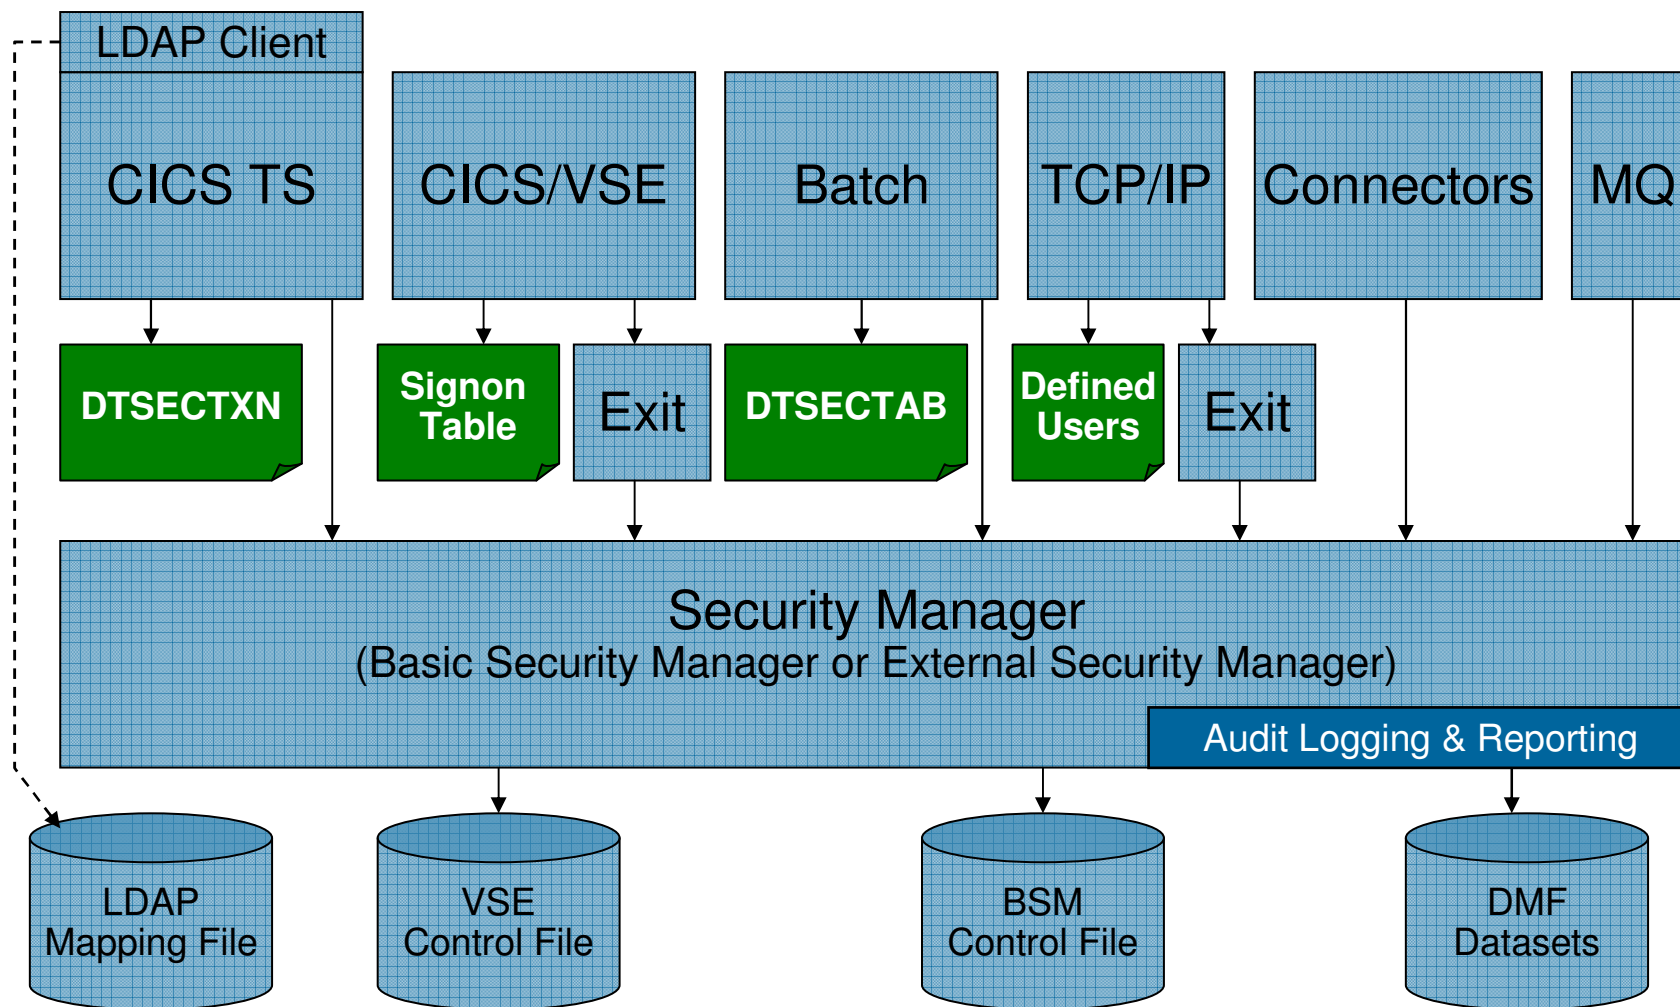 LDAP Client
CICS TS
CICS/VSE
Batch
TCP/IP
Connectors
MQ
DTSECTXN
Signon
Table
Exit
DTSECTAB
Defined
Users
Exit
Security Manager
(Basic Security Manager or External Security Manager)
Audit Logging & Reporting
LDAP
Mapping File
VSE
Control File
BSM
Control File
DMF
Datasets